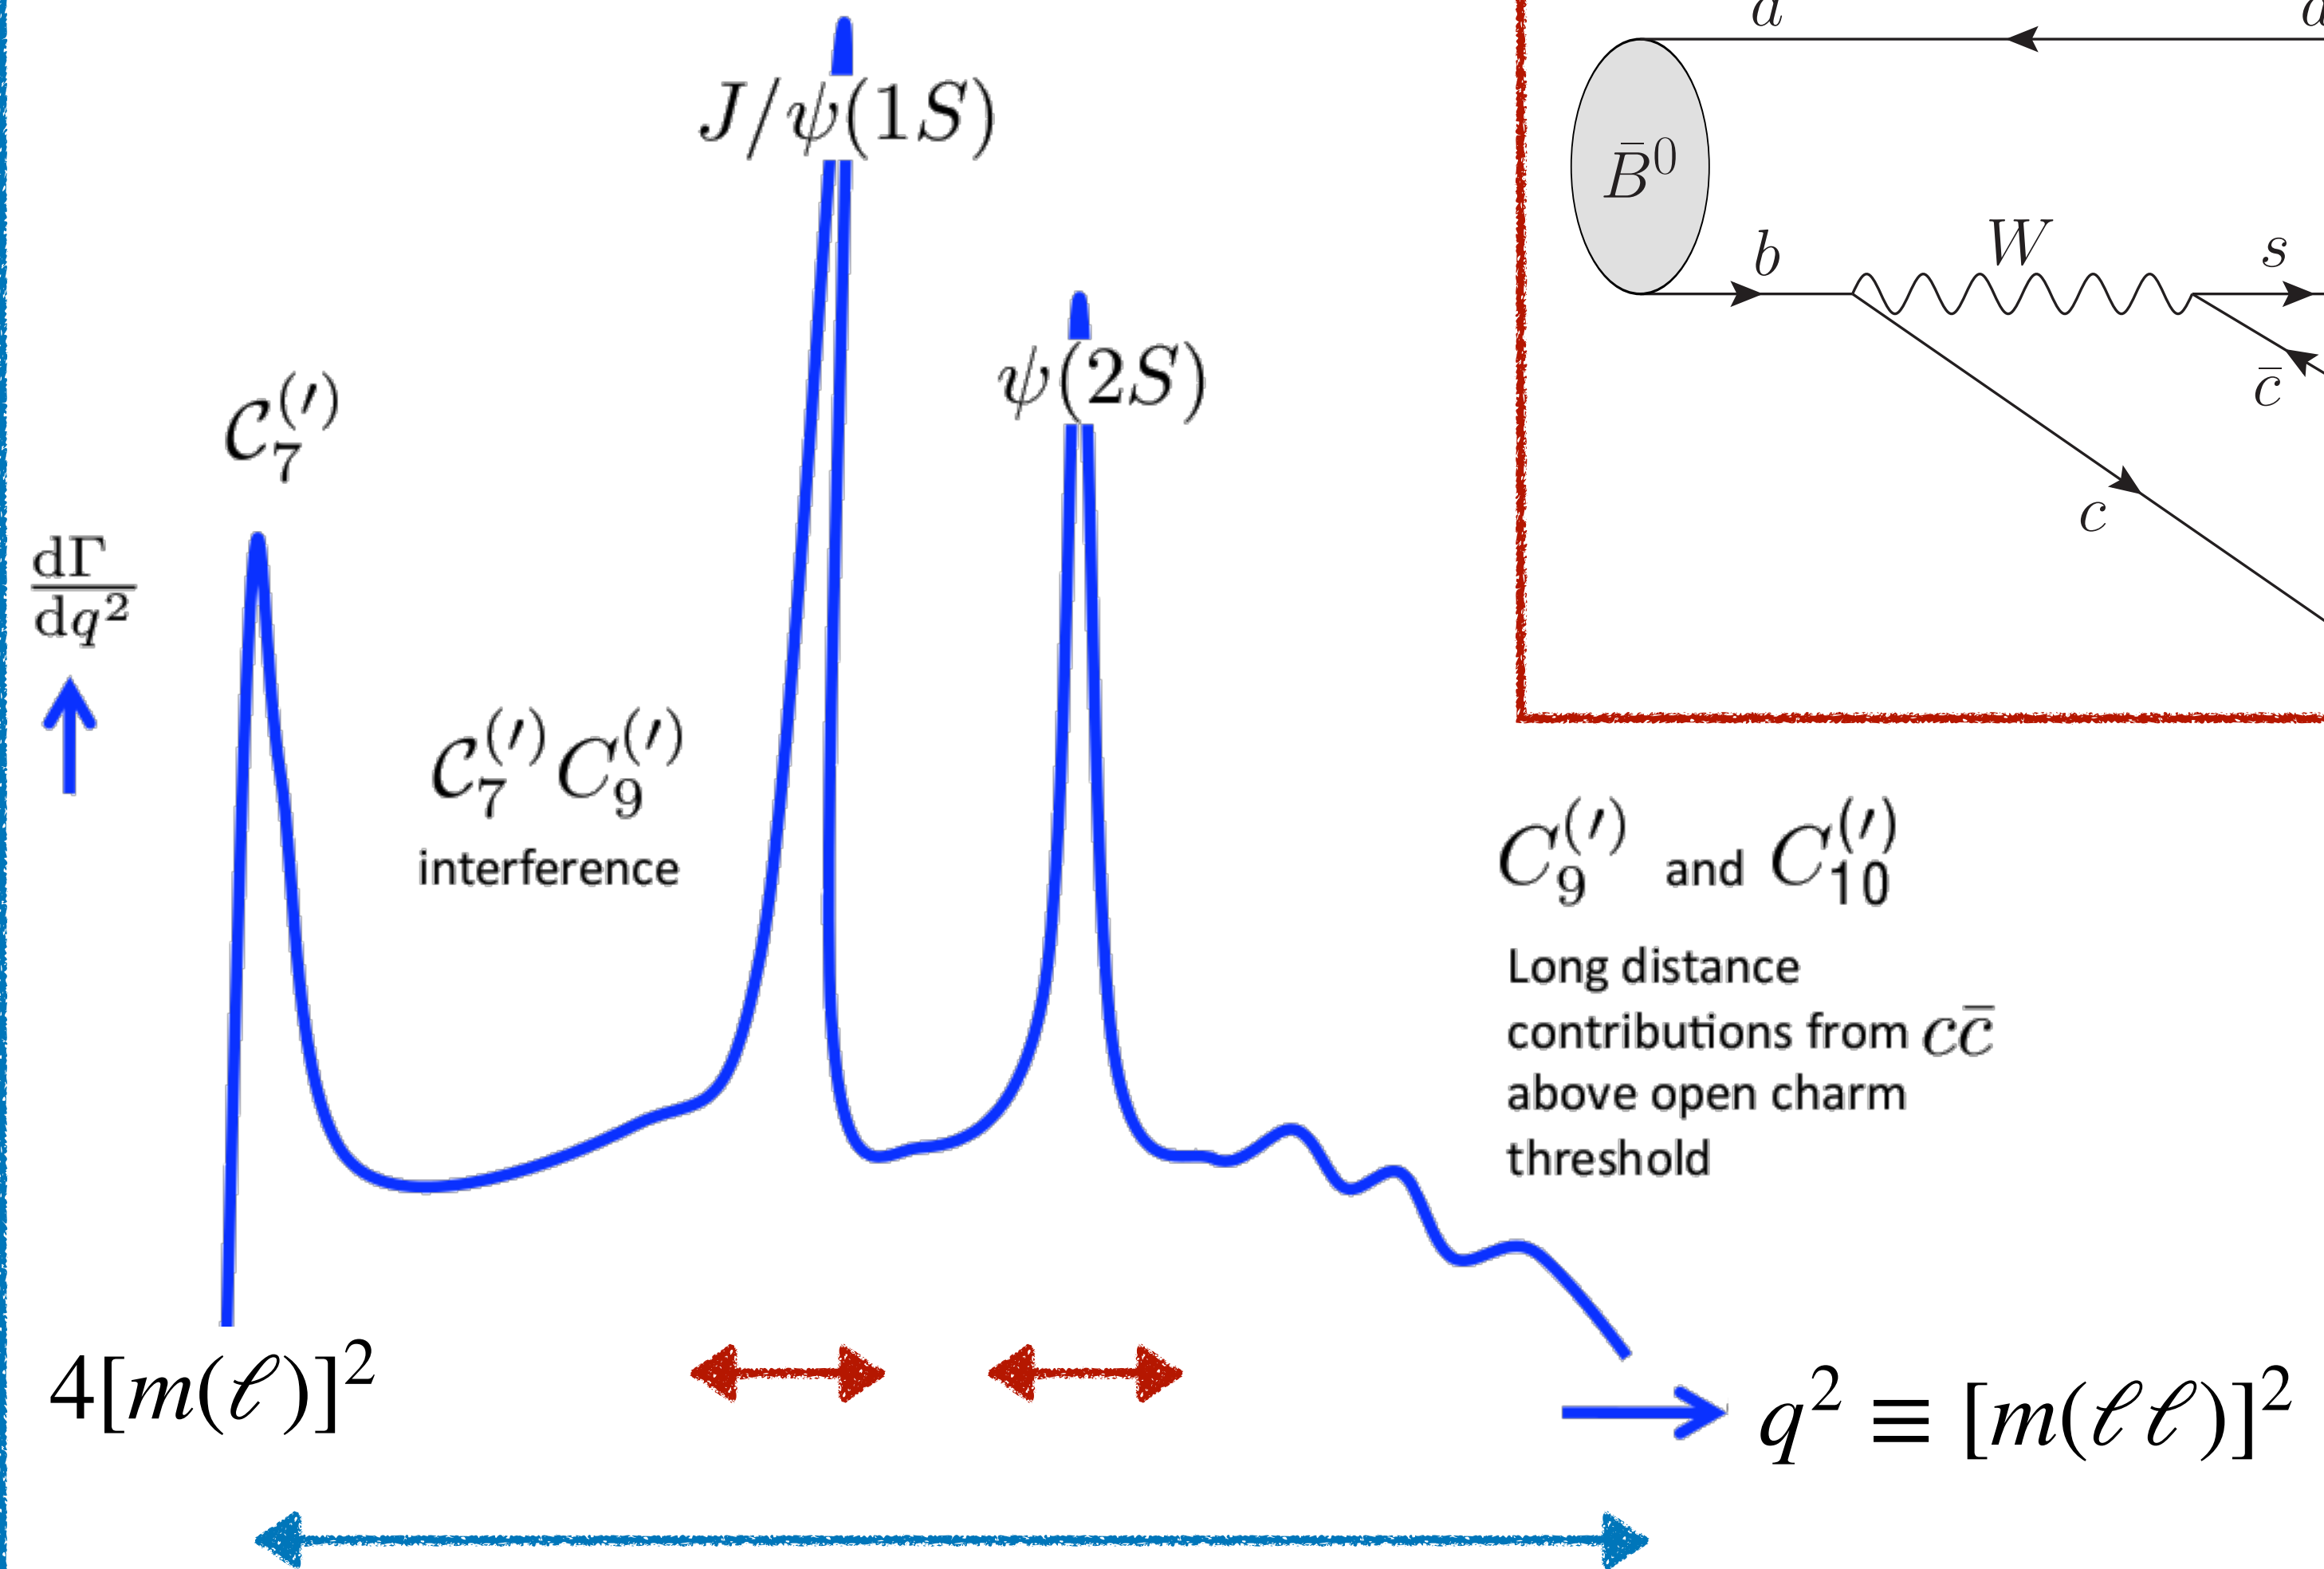 J/ψ(1S)
ψ(2S)
𝒞₇^(′)
dΓ/dq²
𝒞₇^(′) C₉^(′)
interference
C₉^(′) and C₁₀^(′)
Long distance
contributions from cc̄
above open charm
threshold
4[m(ℓ)]²
q² ≡ [m(ℓℓ)]²
B̄⁰
b
W
s
c̄
c